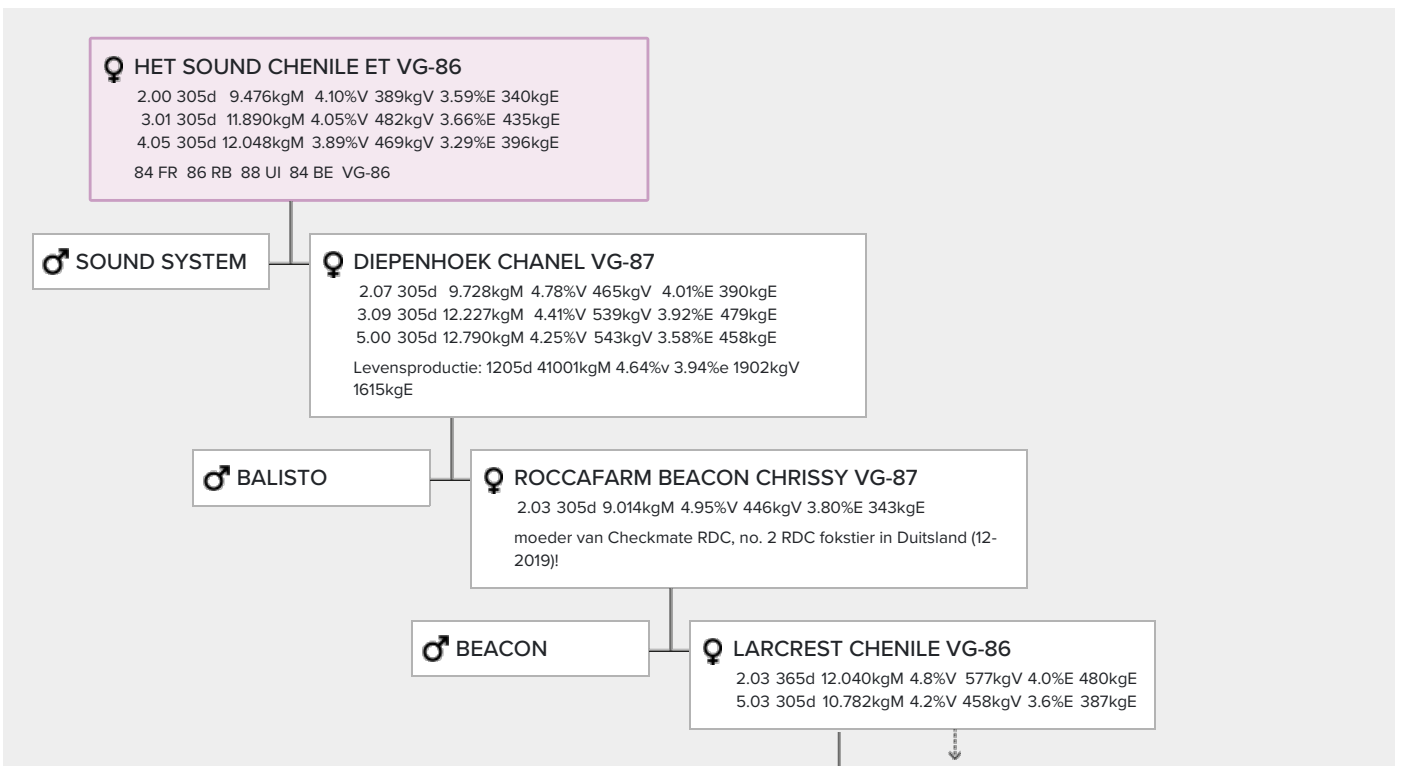 HET SOUND CHENILE ET VG-86
2.00 305d 9.476kgM 4.10%V 389kgV 3.59%E 340kgE
3.01 305d 11.890kgM 4.05%V 482kgV 3.66%E 435kgE
4.05 305d 12.048kgM 3.89%V 469kgV 3.29%E 396kgE
84 FR 86 RB 88 UI 84 BE VG-86
SOUND SYSTEM
DIEPENHOEK CHANEL VG-87
2.07 305d 9.728kgM 4.78%V 465kgV 4.01%E 390kgE
3.09 305d 12.227kgM 4.41%V 539kgV 3.92%E 479kgE
5.00 305d 12.790kgM 4.25%V 543kgV 3.58%E 458kgE
Levensproductie: 1205d 41001kgM 4.64%v 3.94%e 1902kgV
1615kgE
BALISTO
ROCCAFARM BEACON CHRISSY VG-87
2.03 305d 9.014kgM 4.95%V 446kgV 3.80%E 343kgE
moeder van Checkmate RDC, no. 2 RDC fokstier in Duitsland (12-
2019)!
BEACON
LARCREST CHENILE VG-86
2.03 365d 12.040kgM 4.8%V 577kgV 4.0%E 480kgE
5.03 305d 10.782kgM 4.2%V 458kgV 3.6%E 387kgE